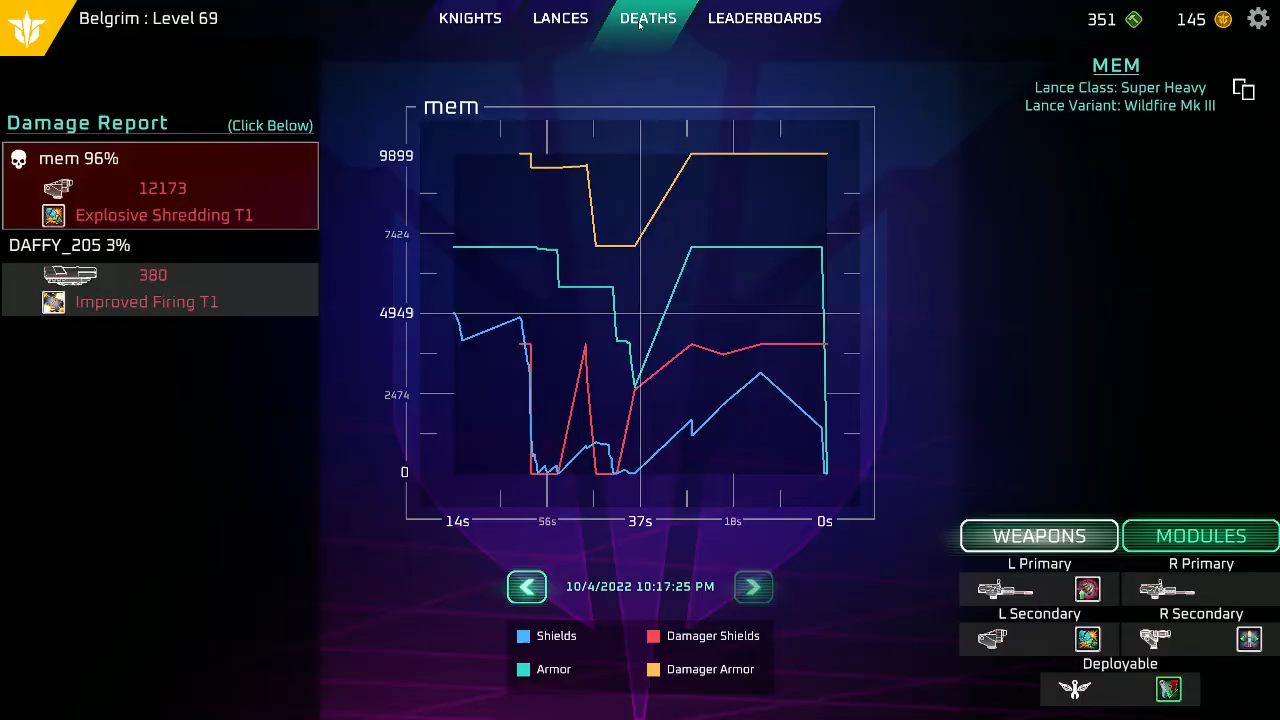 Belgrim : Level 69
KNIGHTS
LANCES
DEATHS
LEADERBOARDS
351
145
MEM
Lance Class: Super Heavy
Lance Variant: Wildfire Mk III
Damage Report
(Click Below)
mem 96%
12173
Explosive Shredding T1
DAFFY_205 3%
380
Improved Firing T1
mem
9899
7424
4949
2474
0
14s
56s
37s
18s
0s
10/4/2022 10:17:25 PM
Shields
Damager Shields
Armor
Damager Armor
WEAPONS
MODULES
L Primary
R Primary
L Secondary
R Secondary
Deployable